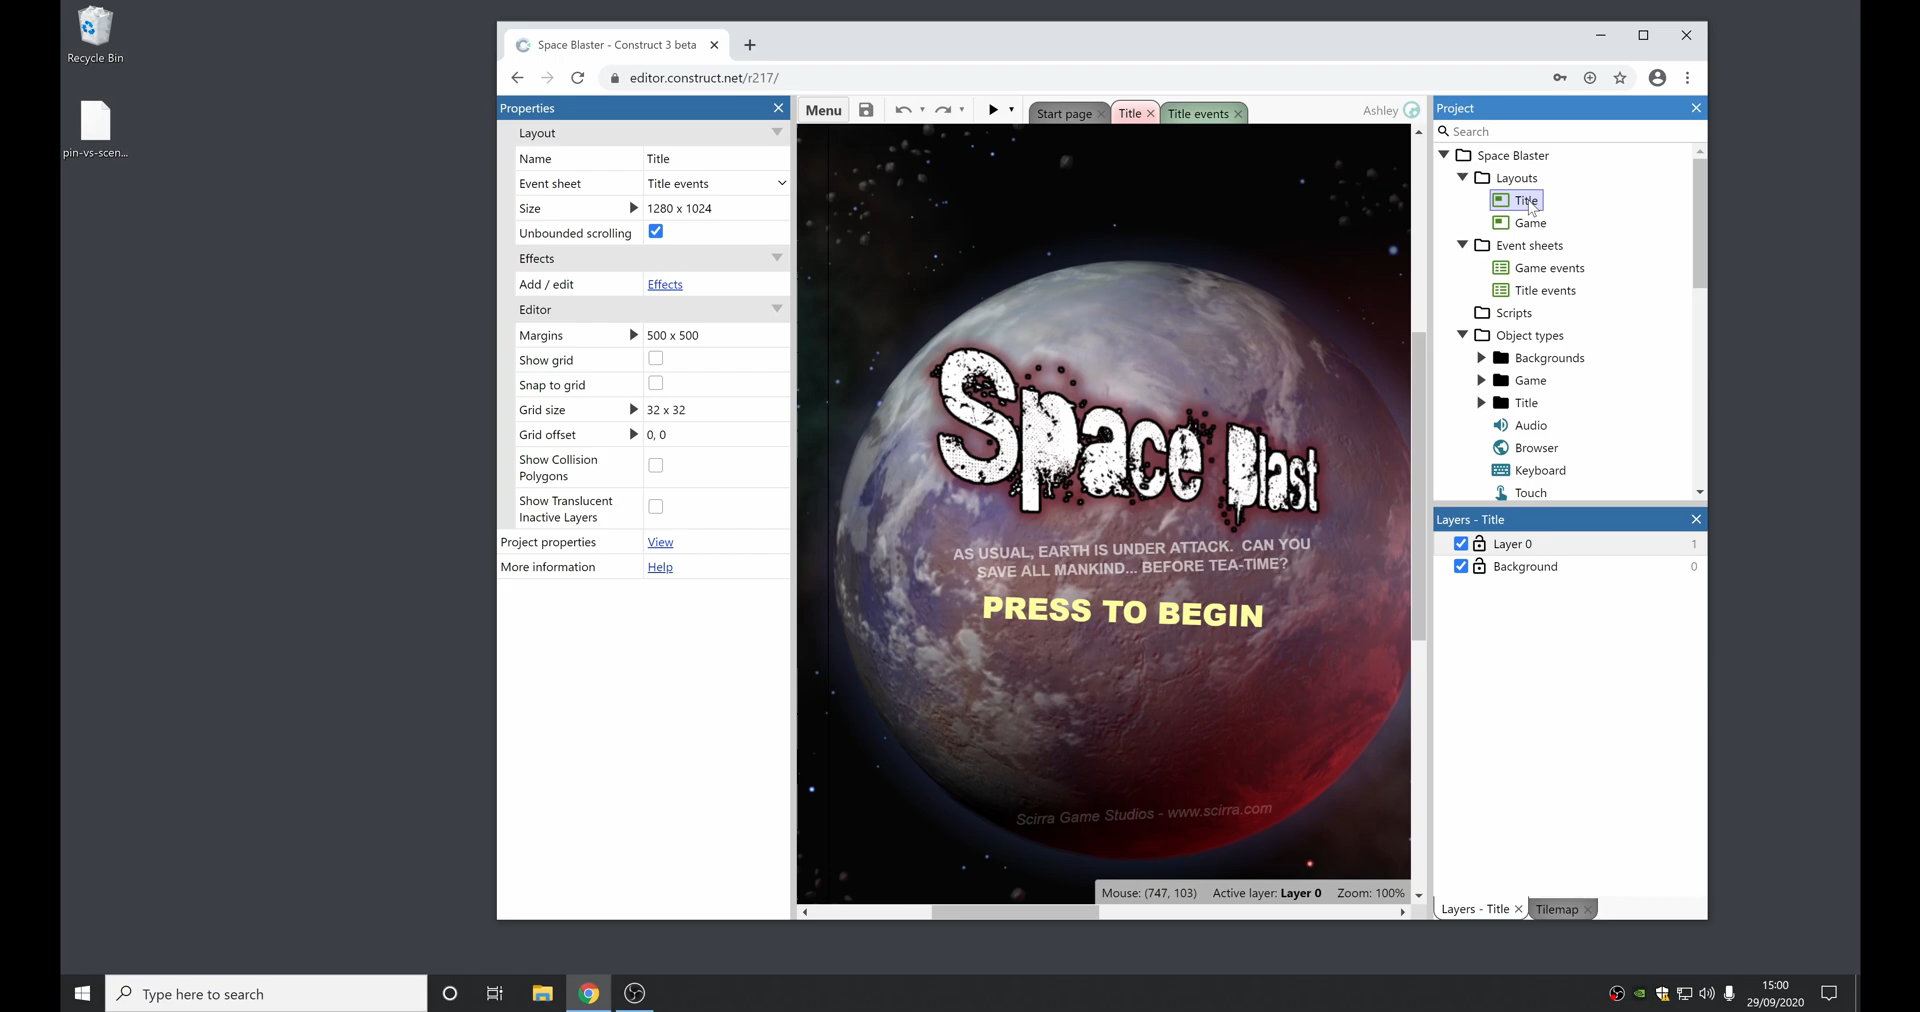 Recycle Bin
pin-vs-scen...
Space Blaster - Construct 3 beta
editor.construct.net/r217/
Properties
Layout
Name Title
Event sheet Title events
Size 1280 x 1024
Unbounded scrolling
Effects
Add / edit Effects
Editor
Margins 500 x 500
Show grid
Snap to grid
Grid size 32 x 32
Grid offset 0, 0
Show Collision
Polygons
Show Translucent
Inactive Layers
Project properties View
More information Help
Menu
Start page
Title
Title events
Ashley
Space Blast
AS USUAL, EARTH IS UNDER ATTACK. CAN YOU
SAVE ALL MANKIND... BEFORE TEA-TIME?
PRESS TO BEGIN
Scirra Game Studios - www.scirra.com
Mouse: (747, 103) Active layer: Layer 0 Zoom: 100%
Project
Search
Space Blaster
Layouts
Title
Game
Event sheets
Game events
Title events
Scripts
Object types
Backgrounds
Game
Title
Audio
Browser
Keyboard
Touch
Layers - Title
Layer 0 1
Background 0
Layers - Title
Tilemap
Type here to search
15:00
29/09/2020